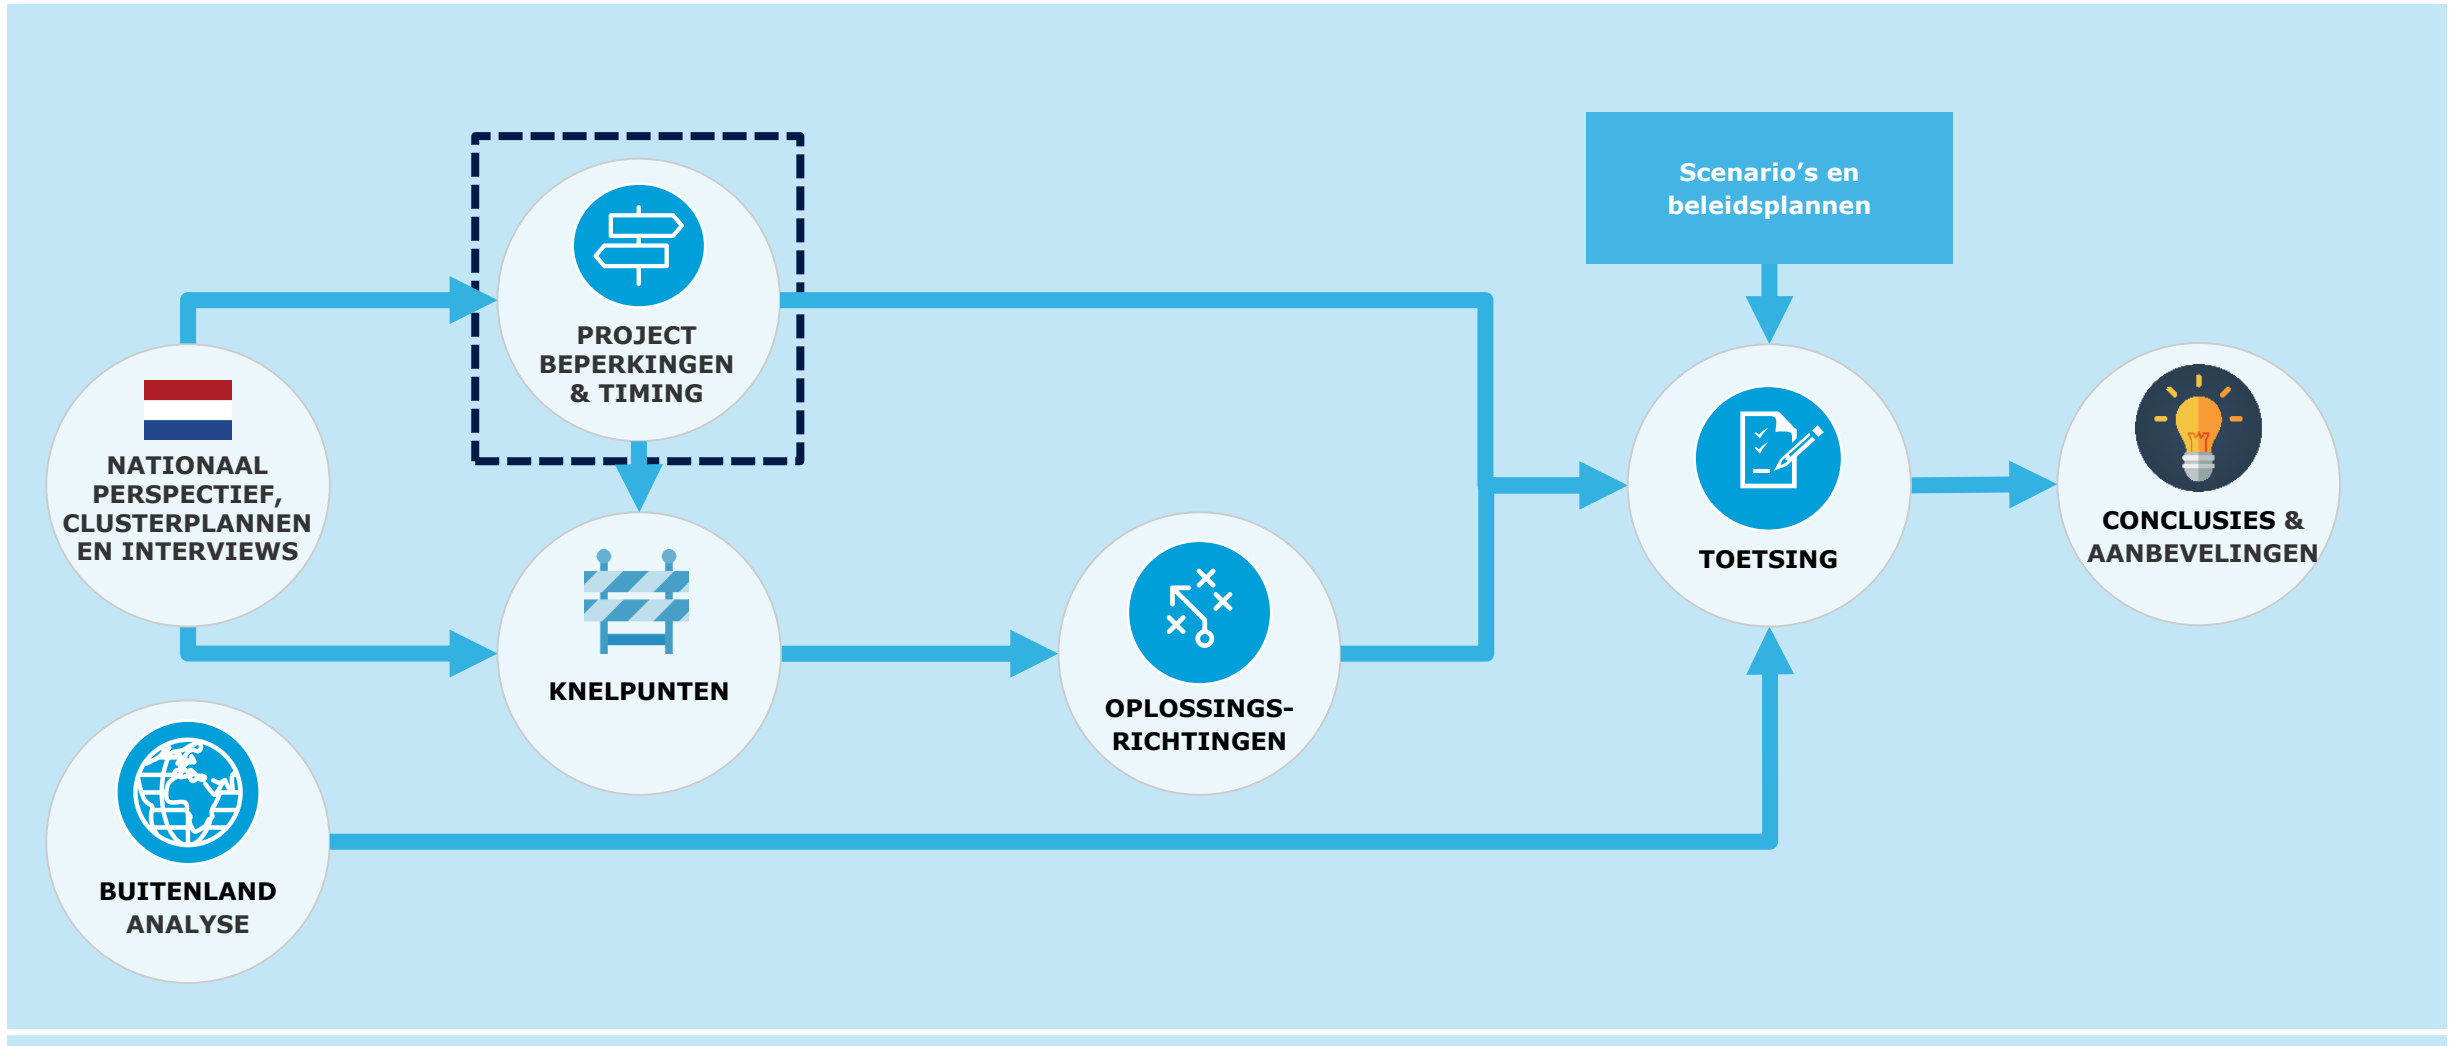 Scenario’s en
beleidsplannen
PROJECT
BEPERKINGEN
& TIMING
NATIONAAL
PERSPECTIEF,
CLUSTERPLANNEN
EN INTERVIEWS
TOETSING
CONCLUSIES &
AANBEVELINGEN
KNELPUNTEN
OPLOSSINGS-
RICHTINGEN
BUITENLAND
ANALYSE